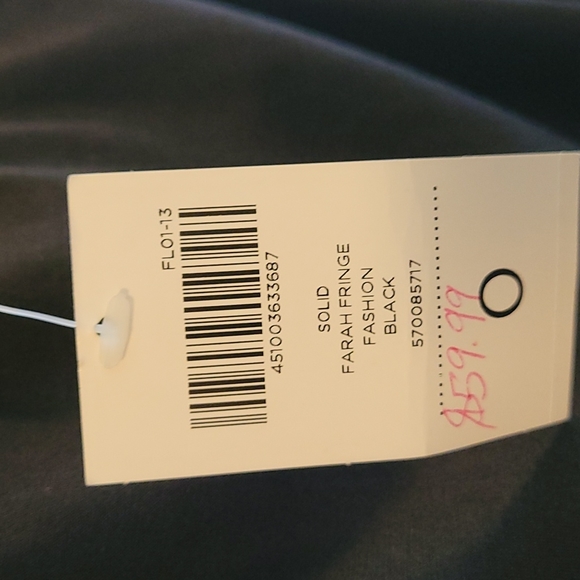 FL01-13
451003633687
SOLID
FARAH FRINGE
FASHION
BLACK
570085717
$59.99
O